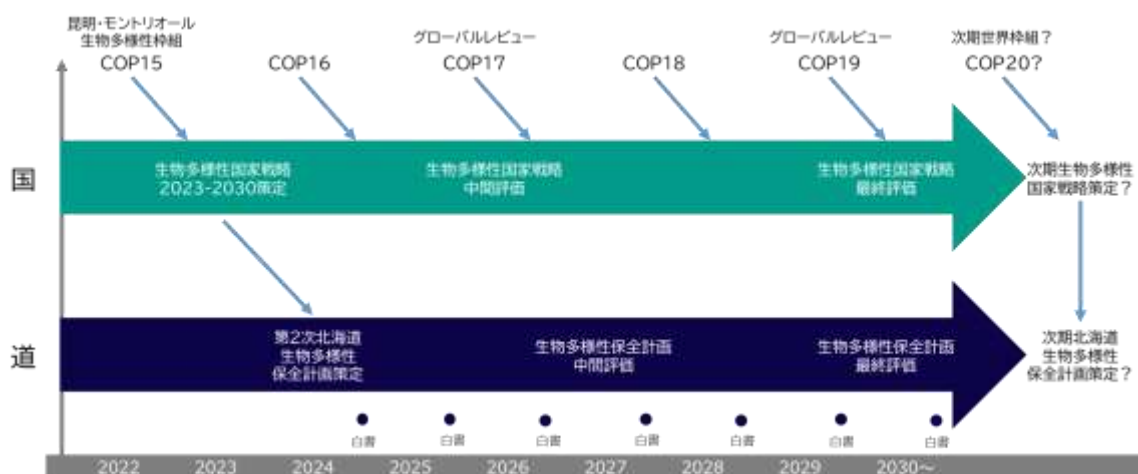 昆明・モントリオール
生物多様性枠組
COP15
COP16
グローバルレビュー
COP17
COP18
グローバルレビュー
COP19
次期世界枠組？
COP20?
国
生物多様性国家戦略
2023-2030策定
生物多様性国家戦略
中間評価
生物多様性国家戦略
最終評価
次期生物多様性
国家戦略策定？
道
第2次北海道
生物多様性
保全計画策定
生物多様性保全計画
中間評価
生物多様性保全計画
最終評価
次期北海道
生物多様性
保全計画策定？
白書
白書
白書
白書
白書
白書
白書
2022
2023
2024
2025
2026
2027
2028
2029
2030～